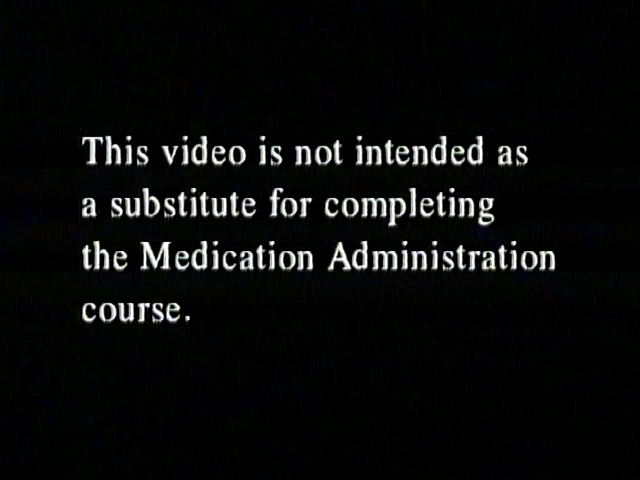 This video is not intended as
a substitute for completing
the Medication Administration
course.